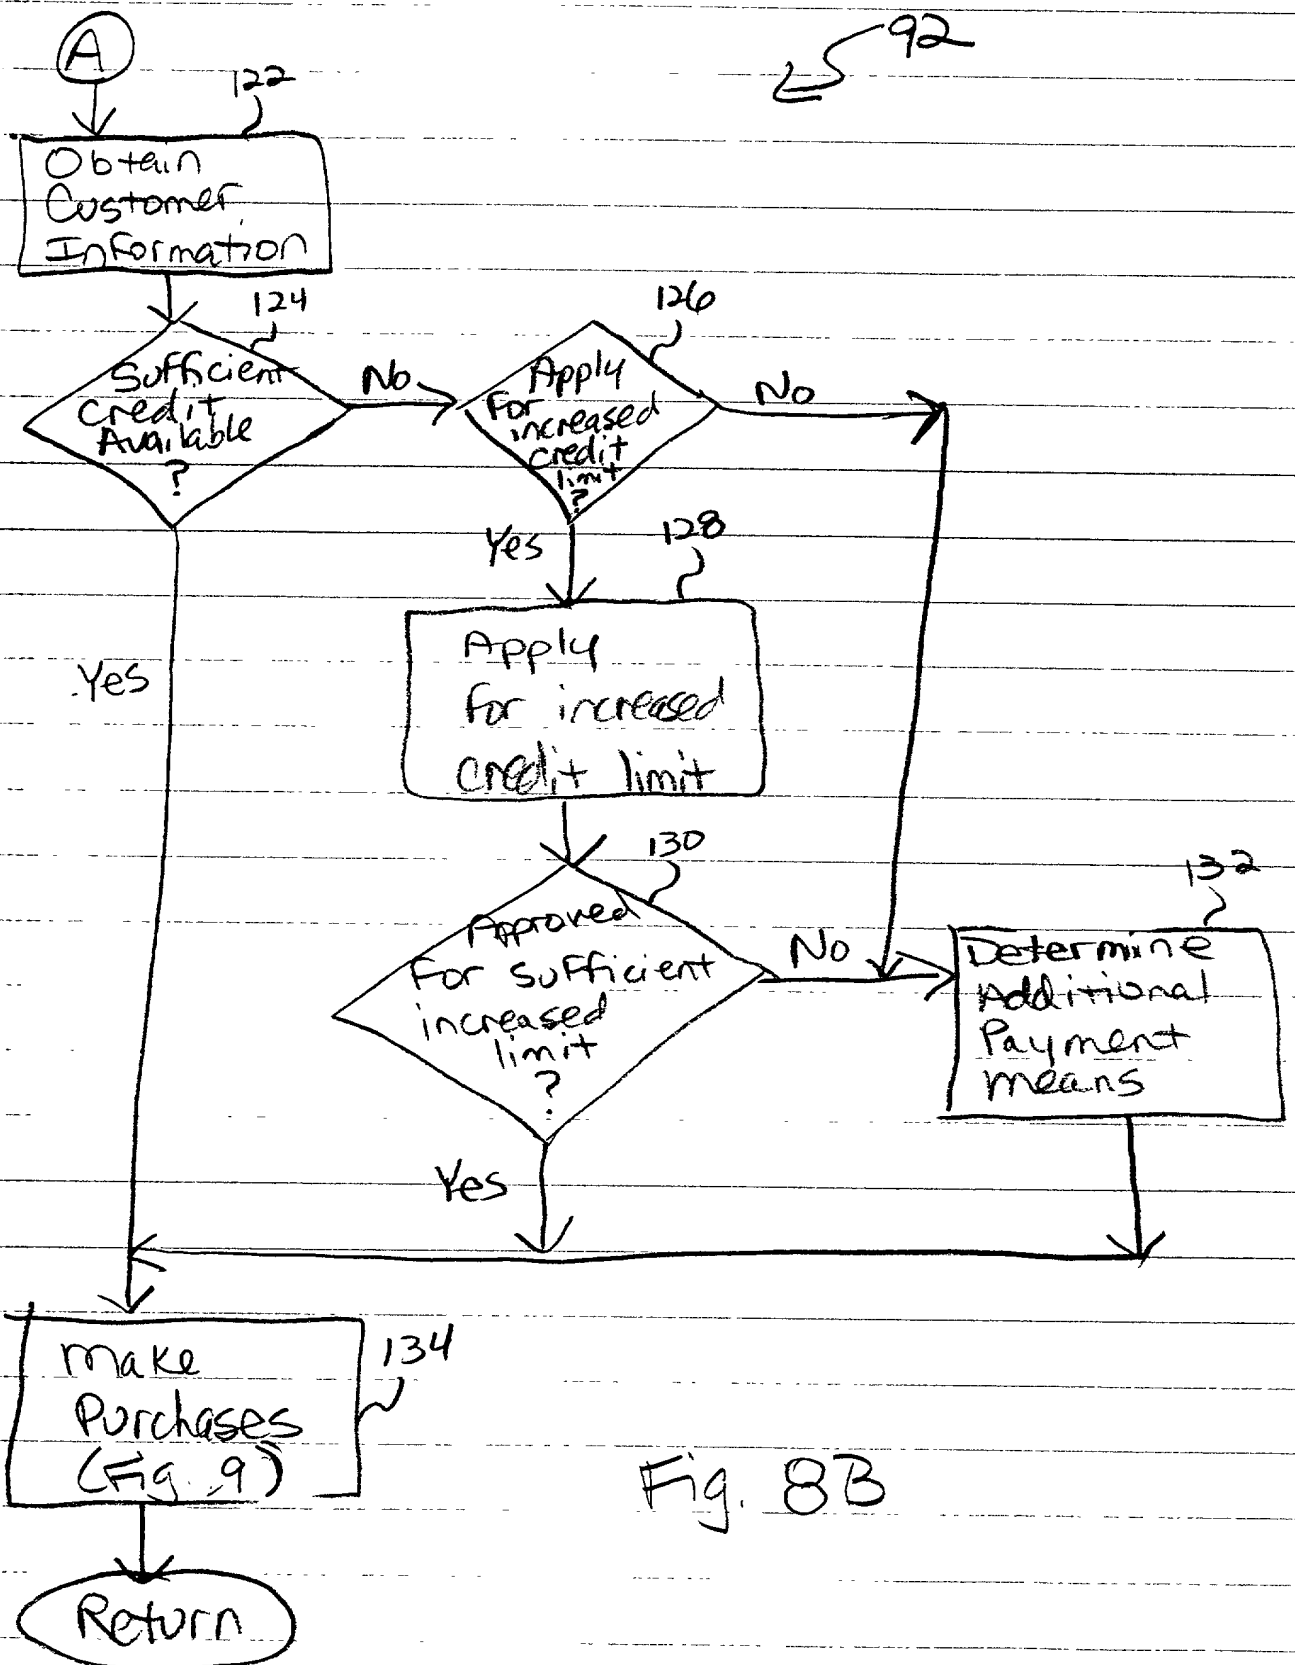 A
92
122
Obtain
Customer
Information
124
Sufficient
credit
Available
?
No
126
Apply
For
increased
credit
limit
?
No
Yes
128
Yes
Apply
for increased
credit limit
130
Approved
For sufficient
increased
limit
?
No
132
Determine
Additional
Payment
means
Yes
make
Purchases
(Fig. 9)
134
Fig. 8B
Return